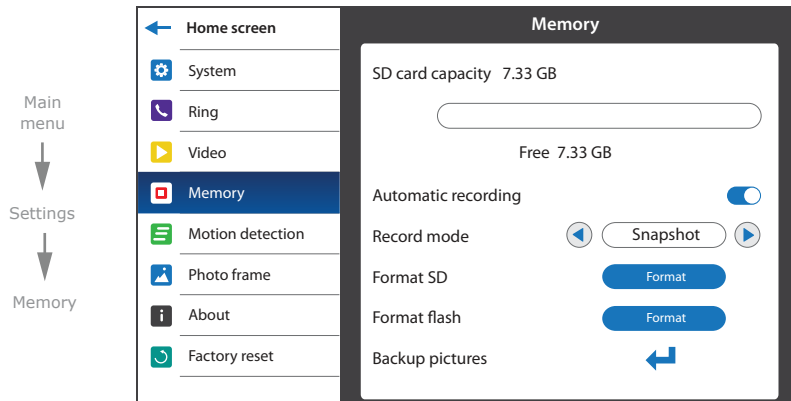 Main
menu
Settings
Memory
Home screen
System
Ring
Video
Memory
Motion detection
Photo frame
About
Factory reset
Memory
SD card capacity 7.33 GB
Free 7.33 GB
Automatic recording
Record mode
Snapshot
Format SD
Format
Format flash
Format
Backup pictures